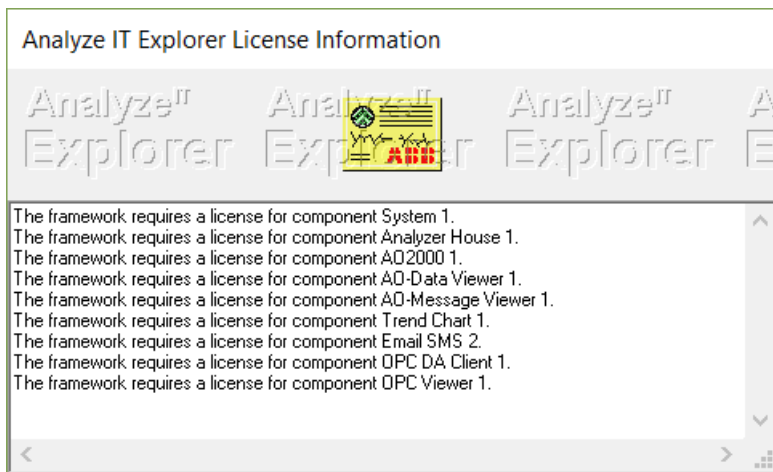 Analyze IT Explorer License Information
Analyze IT Analyze IT Analyze IT A
Explorer Explorer Explorer E
ABB
The framework requires a license for component System 1.
The framework requires a license for component Analyzer House 1.
The framework requires a license for component AO2000 1.
The framework requires a license for component AO-Data Viewer 1.
The framework requires a license for component AO-Message Viewer 1.
The framework requires a license for component Trend Chart 1.
The framework requires a license for component Email SMS 2.
The framework requires a license for component OPC DA Client 1.
The framework requires a license for component OPC Viewer 1.